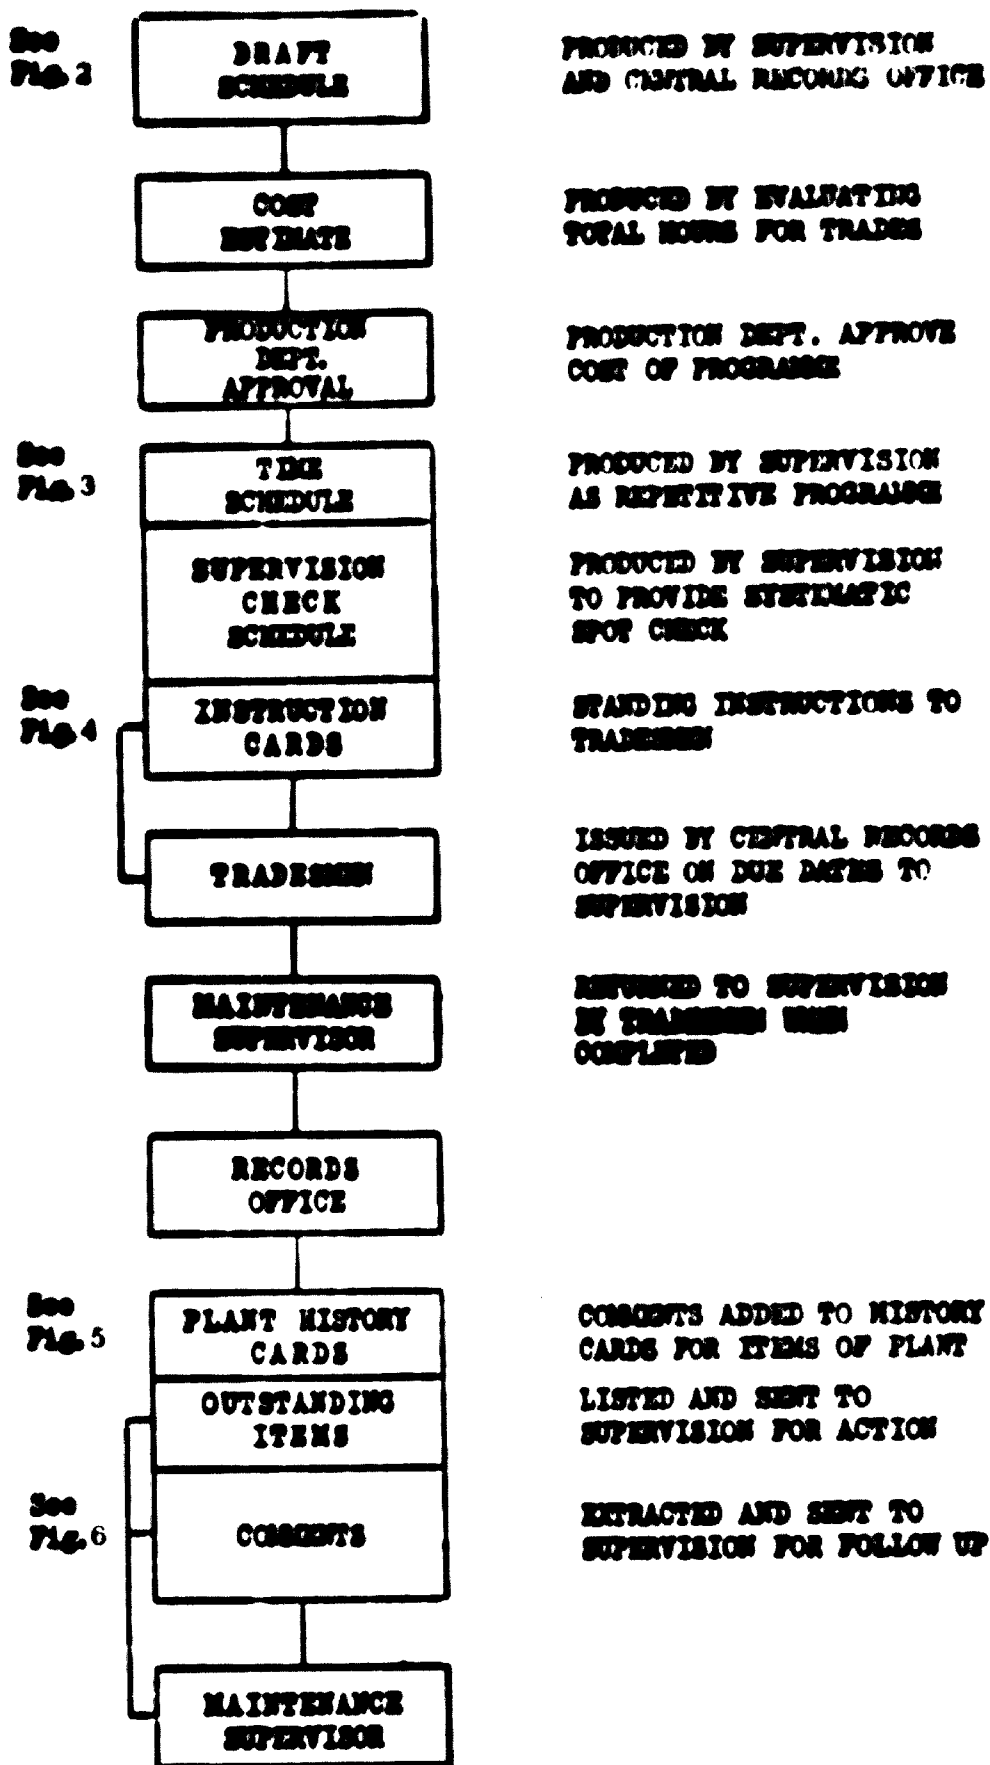 See
Fig. 2
DRAFT
SCHEDULE
PRODUCED BY SUPERVISION
AND CENTRAL RECORDS OFFICE
COST
ESTIMATE
PRODUCED BY EVALUATING
TOTAL HOURS FOR TRADES
PRODUCTION
DEPT.
APPROVAL
PRODUCTION DEPT. APPROVE
COST OF PROGRAMME
See
Fig. 3
TIME
SCHEDULE
PRODUCED BY SUPERVISION
AS REPETITIVE PROGRAMME
SUPERVISION
CHECK
SCHEDULE
PRODUCED BY SUPERVISION
TO PROVIDE SYSTEMATIC
SPOT CHECK
See
Fig. 4
INSTRUCTION
CARDS
STANDING INSTRUCTIONS TO
TRADESMEN
TRADESMEN
ISSUED BY CENTRAL RECORDS
OFFICE ON DUE DATES TO
SUPERVISION
MAINTENANCE
SUPERVISOR
RETURNED TO SUPERVISION
BY TRADESMEN WHEN
COMPLETED
RECORDS
OFFICE
See
Fig. 5
PLANT HISTORY
CARDS
COMMENTS ADDED TO HISTORY
CARDS FOR ITEMS OF PLANT
OUTSTANDING
ITEMS
LISTED AND SENT TO
SUPERVISION FOR ACTION
See
Fig. 6
COMMENTS
EXTRACTED AND SENT TO
SUPERVISION FOR FOLLOW UP
MAINTENANCE
SUPERVISOR